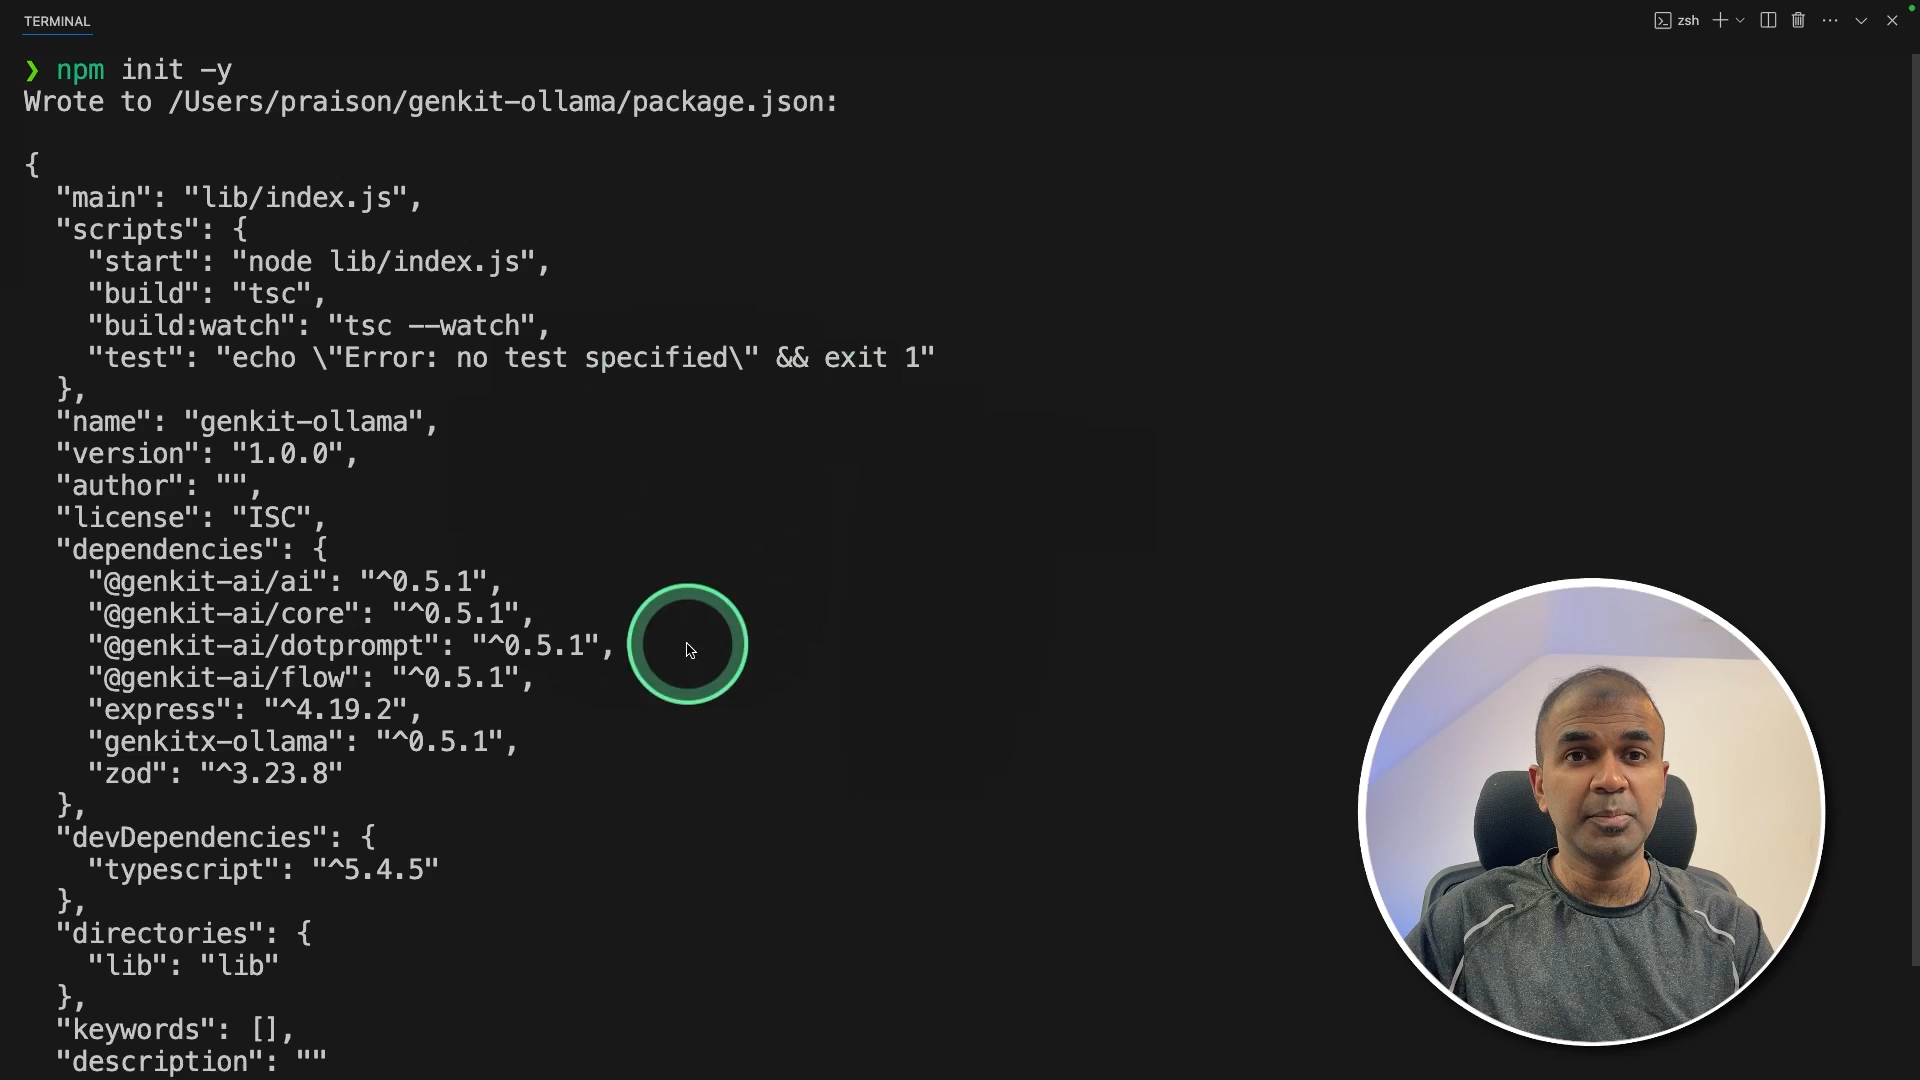 TERMINAL
zsh
❯ npm init -y
Wrote to /Users/praison/genkit-ollama/package.json:
{
"main": "lib/index.js",
"scripts": {
"start": "node lib/index.js",
"build": "tsc",
"build:watch": "tsc --watch",
"test": "echo \"Error: no test specified\" && exit 1"
},
"name": "genkit-ollama",
"version": "1.0.0",
"author": "",
"license": "ISC",
"dependencies": {
"@genkit-ai/ai": "^0.5.1",
"@genkit-ai/core": "^0.5.1",
"@genkit-ai/dotprompt": "^0.5.1",
"@genkit-ai/flow": "^0.5.1",
"express": "^4.19.2",
"genkitx-ollama": "^0.5.1",
"zod": "^3.23.8"
},
"devDependencies": {
"typescript": "^5.4.5"
},
"directories": {
"lib": "lib"
},
"keywords": [],
"description": ""